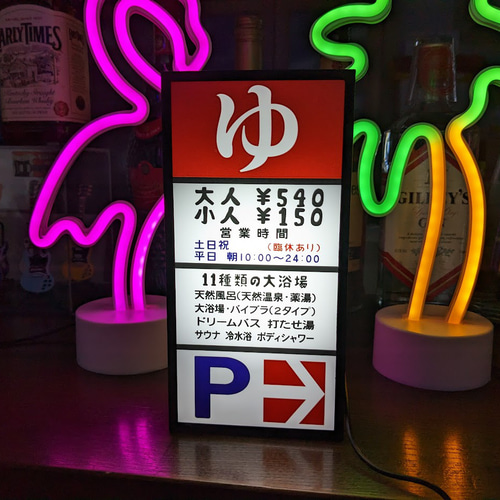 EARLY TIMES
ゆ
大人 ¥540
小人 ¥150
営業時間
土日祝 (臨休あり)
平日 朝10:00～24:00
11種類の大浴場
天然風呂(天然温泉・薬湯)
大浴場・バイブラ(2タイプ)
ドリームバス 打たせ湯
サウナ 冷水浴 ボディシャワー
P